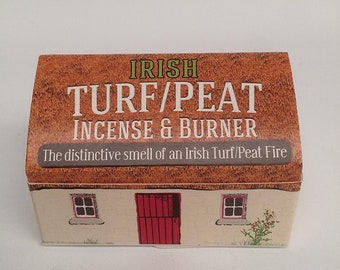 IRISH
TURF/PEAT
INCENSE & BURNER
The distinctive smell of an Irish Turf/Peat Fire